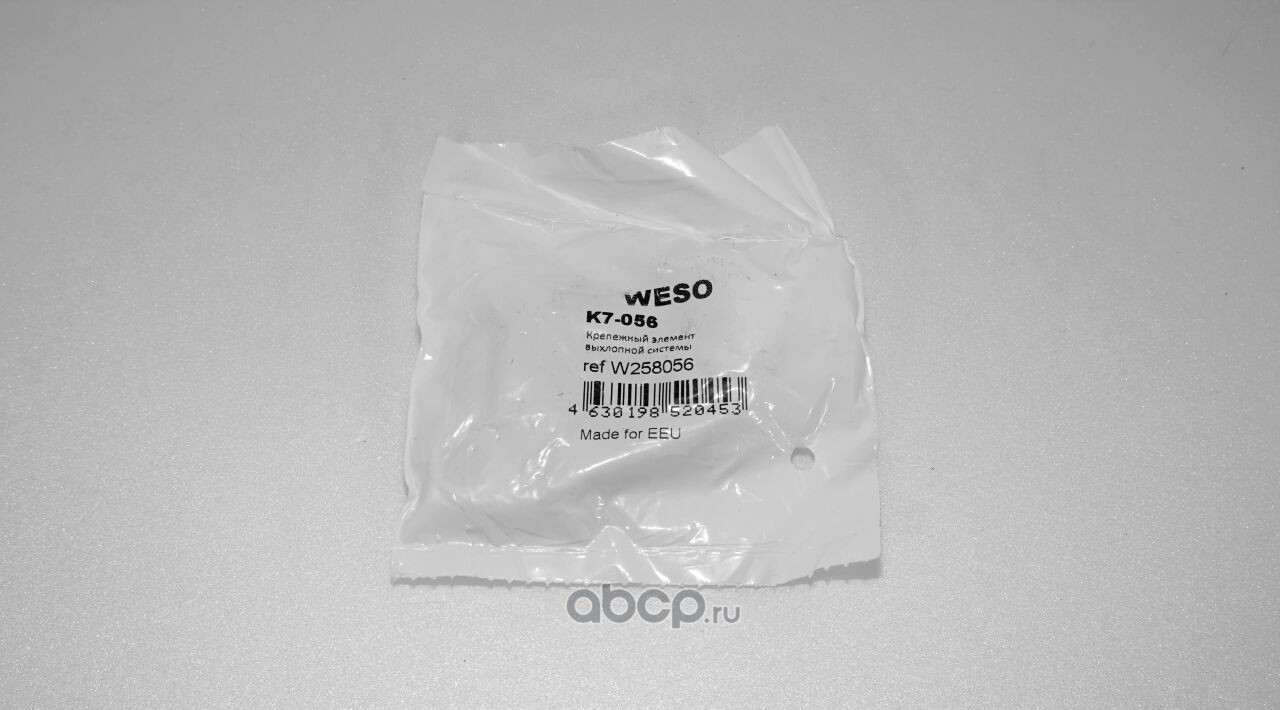 WESO
K7-056
Крепежный элемент
выхлопной системы
ref W258056
4 630198 520453
Made for EEU
abcp.ru